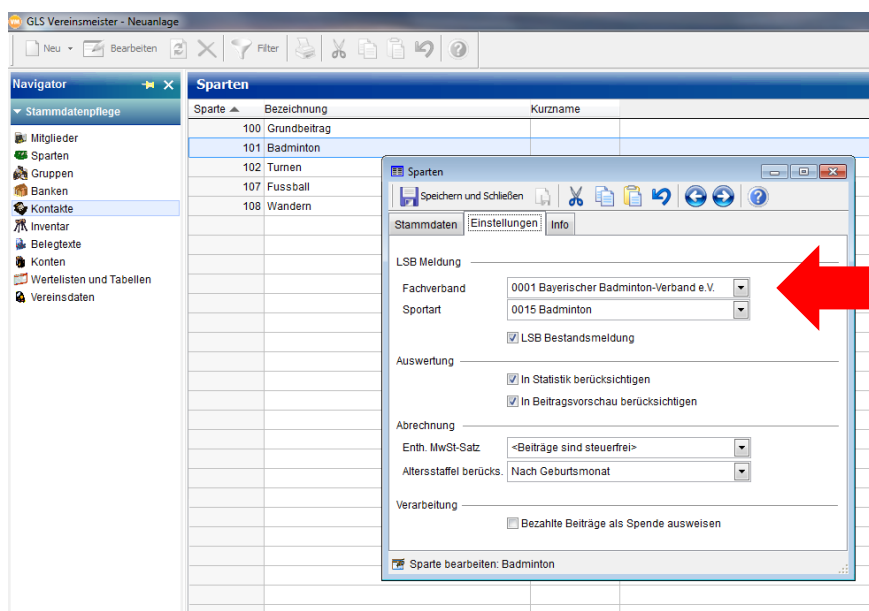 GLS Vereinsmeister - Neuanlage
Neu Bearbeiten Filter
Navigator
Stammdatenpflege
Mitglieder
Sparten
Gruppen
Banken
Kontakte
Inventar
Belegtexte
Konten
Wertelisten und Tabellen
Vereinsdaten
Sparten
Sparte Bezeichnung Kurzname
100 Grundbeitrag
101 Badminton
102 Turnen
107 Fussball
108 Wandern
Sparten
Speichern und Schließen
Stammdaten Einstellungen Info
LSB Meldung
Fachverband 0001 Bayerischer Badminton-Verband e.V.
Sportart 0015 Badminton
LSB Bestandsmeldung
Auswertung
In Statistik berücksichtigen
In Beitragsvorschau berücksichtigen
Abrechnung
Enth. MwSt-Satz <Beiträge sind steuerfrei>
Altersstaffel berücks. Nach Geburtsmonat
Verarbeitung
Bezahlte Beiträge als Spende ausweisen
Sparte bearbeiten: Badminton